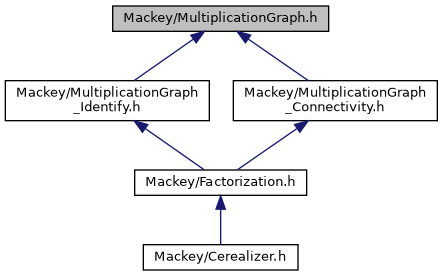 Mackey/MultiplicationGraph.h
Mackey/MultiplicationGraph
_Identify.h
Mackey/MultiplicationGraph
_Connectivity.h
Mackey/Factorization.h
Mackey/Cerealizer.h